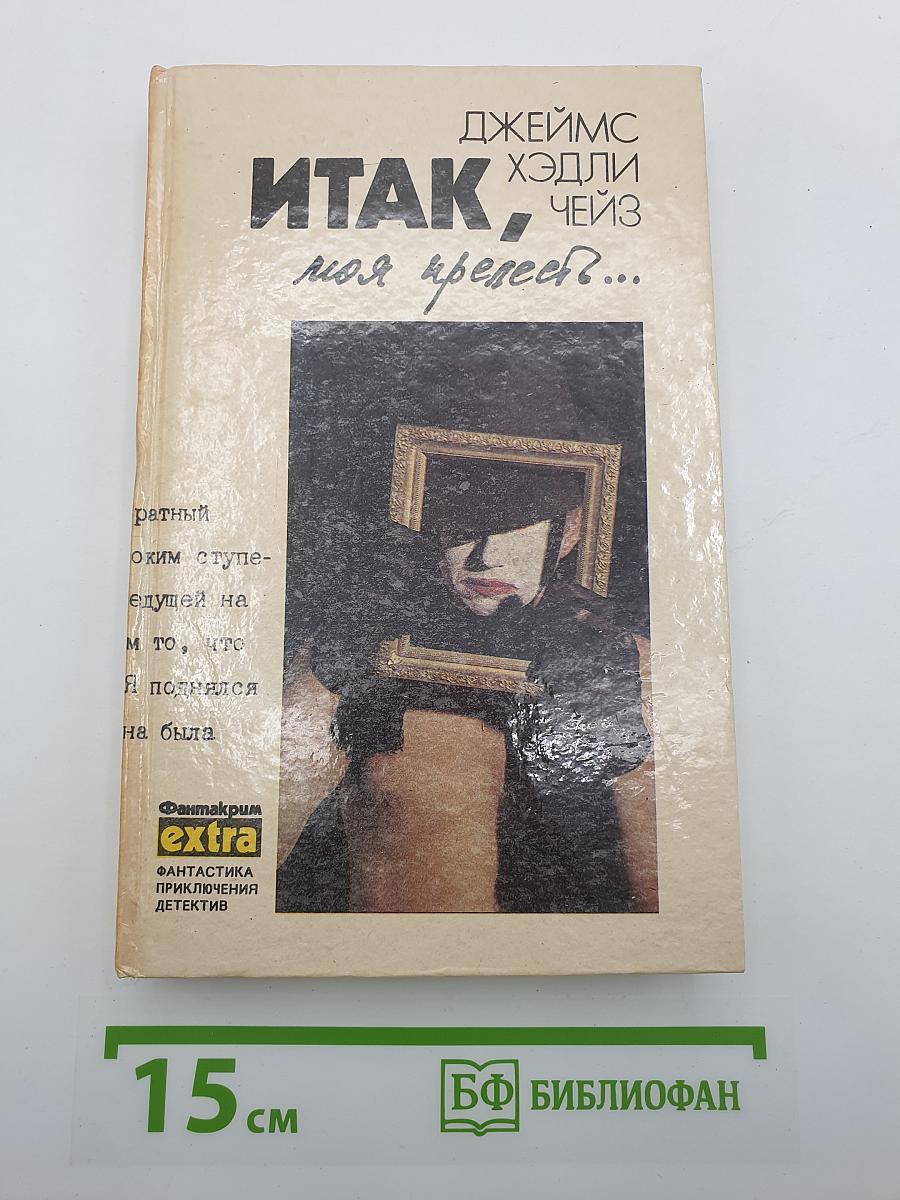 ДЖЕЙМС
ХЭДЛИ
ЧЕЙЗ
ИТАК,
моя прелесть...
ратный
оким ступе-
едущей на
м то, что
Я поднялся
на была
Фантакрим
extra
ФАНТАСТИКА
ПРИКЛЮЧЕНИЯ
ДЕТЕКТИВ
15 см
БФ БИБЛИОФАН